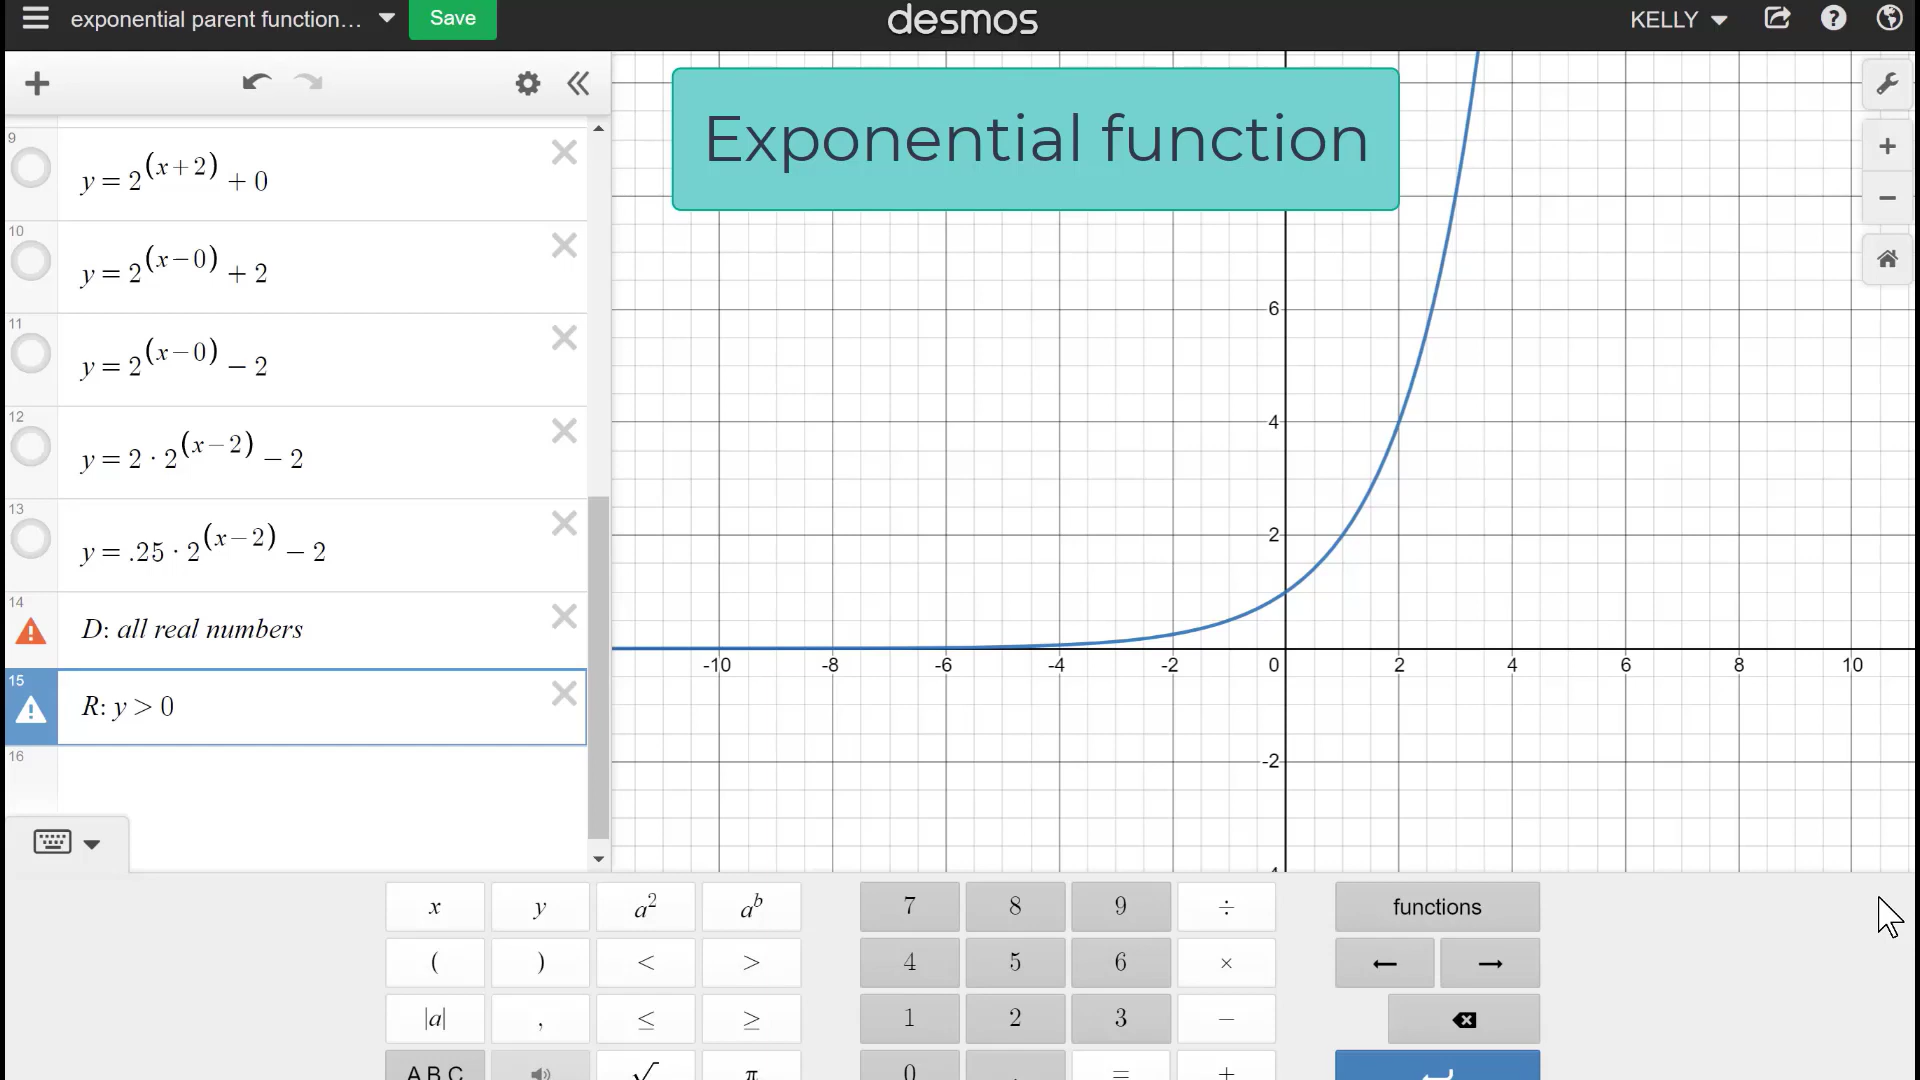 exponential parent function...
Save
desmos
KELLY
Exponential function
9
y = 2^(x+2) + 0
10
y = 2^(x−0) + 2
11
y = 2^(x−0) − 2
12
y = 2 · 2^(x−2) − 2
13
y = .25 · 2^(x−2) − 2
14
D: all real numbers
15
R: y > 0
16
6
4
2
-10 -8 -6 -4 -2 0 2 4 6 8 10
-2
x y a² a^b 7 8 9 ÷ functions
( ) < > 4 5 6 × ← →
|a| , ≤ ≥ 1 2 3 −
A B C √ π 0 . = +